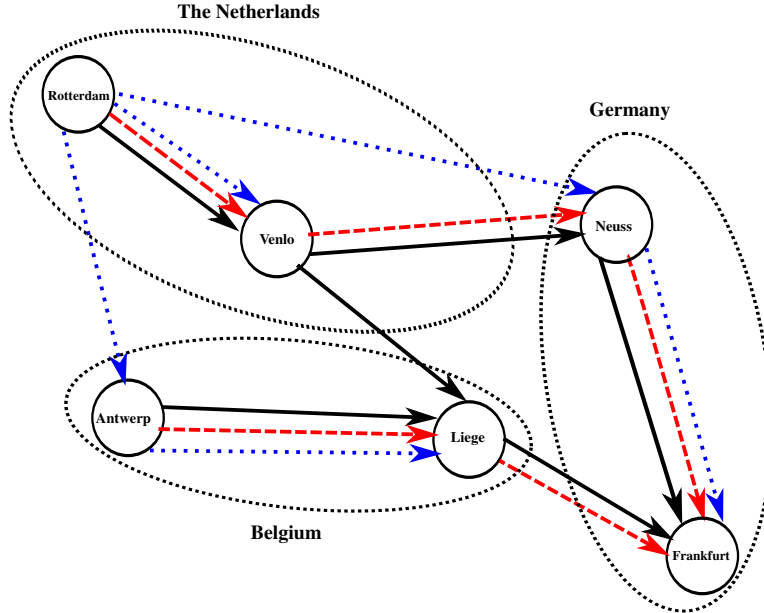 The Netherlands
Rotterdam
Germany
Venlo
Neuss
Antwerp
Liege
Belgium
Frankfurt